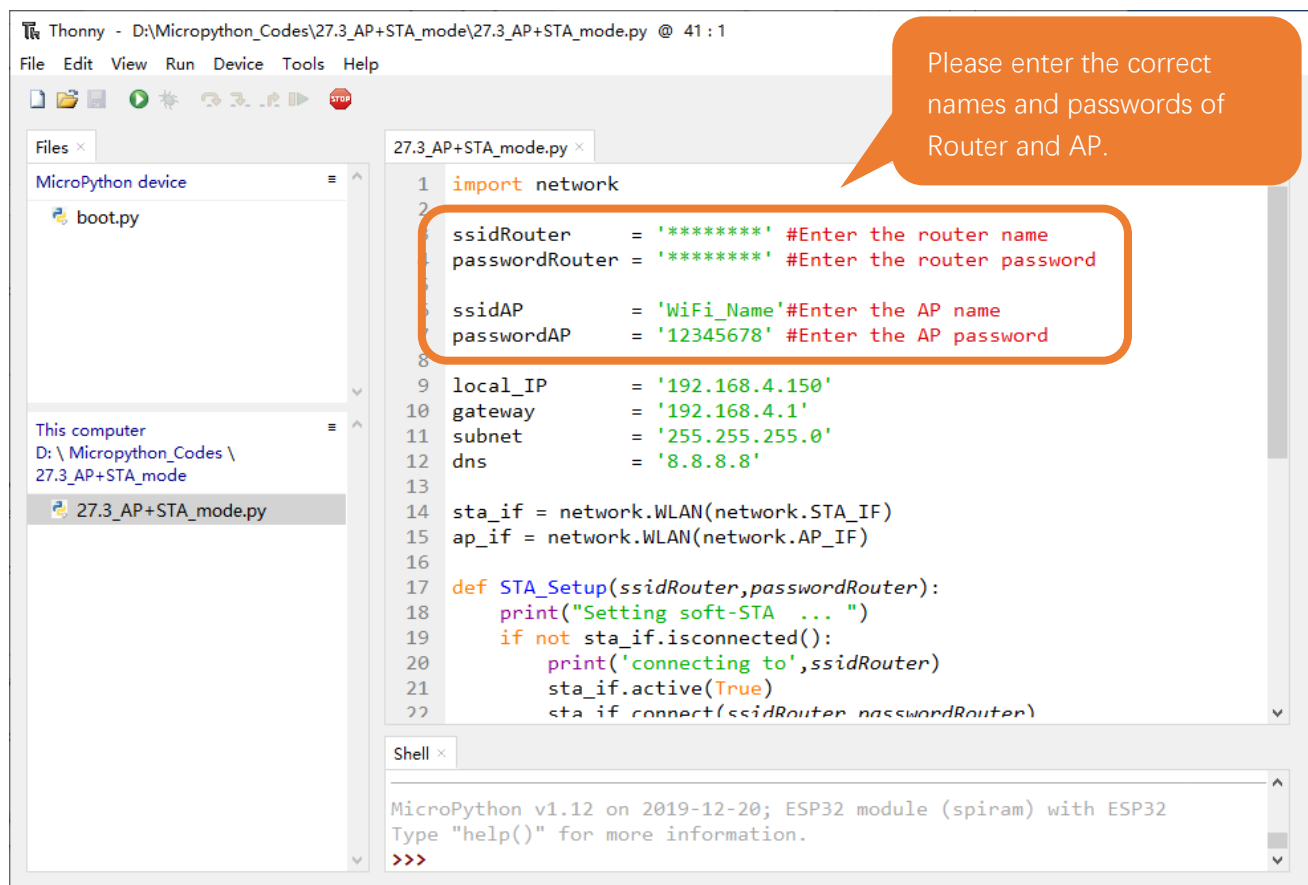 Thonny - D:\Micropython_Codes\27.3_AP+STA_mode\27.3_AP+STA_mode.py @ 41 : 1
File Edit View Run Device Tools Help
STOP
Please enter the correct
names and passwords of
Router and AP.
Files ×
MicroPython device
boot.py
This computer
D: \ Micropython_Codes \
27.3_AP+STA_mode
27.3_AP+STA_mode.py
27.3_AP+STA_mode.py ×
1 import network
2
3 ssidRouter      = '********' #Enter the router name
4 passwordRouter = '********' #Enter the router password
5
6 ssidAP          = 'WiFi_Name'#Enter the AP name
7 passwordAP      = '12345678' #Enter the AP password
8
9 local_IP        = '192.168.4.150'
10 gateway         = '192.168.4.1'
11 subnet          = '255.255.255.0'
12 dns             = '8.8.8.8'
13
14 sta_if = network.WLAN(network.STA_IF)
15 ap_if = network.WLAN(network.AP_IF)
16
17 def STA_Setup(ssidRouter,passwordRouter):
18     print("Setting soft-STA  ... ")
19     if not sta_if.isconnected():
20         print('connecting to',ssidRouter)
21         sta_if.active(True)
22         sta_if.connect(ssidRouter,passwordRouter)
Shell ×
MicroPython v1.12 on 2019-12-20; ESP32 module (spiram) with ESP32
Type "help()" for more information.
>>>